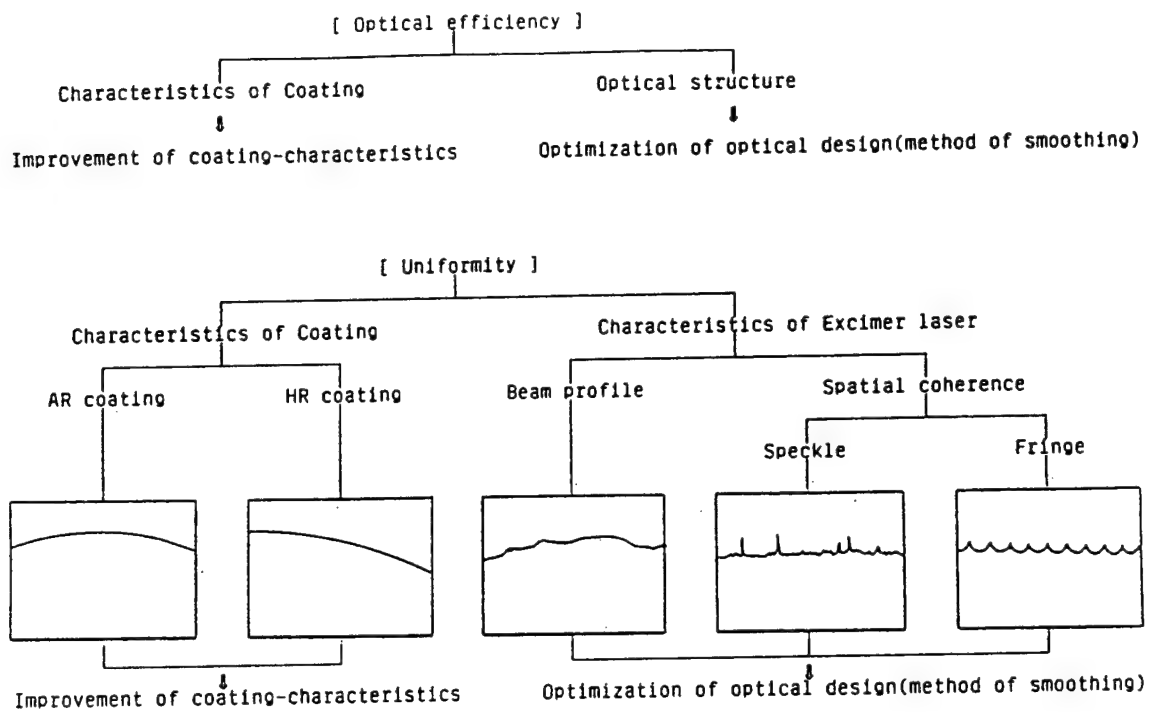 [ Optical efficiency ]
Characteristics of Coating
Optical structure
Improvement of coating-characteristics
Optimization of optical design(method of smoothing)
[ Uniformity ]
Characteristics of Coating
Characteristics of Excimer laser
AR coating
HR coating
Beam profile
Spatial coherence
Speckle
Fringe
Improvement of coating-characteristics
Optimization of optical design(method of smoothing)